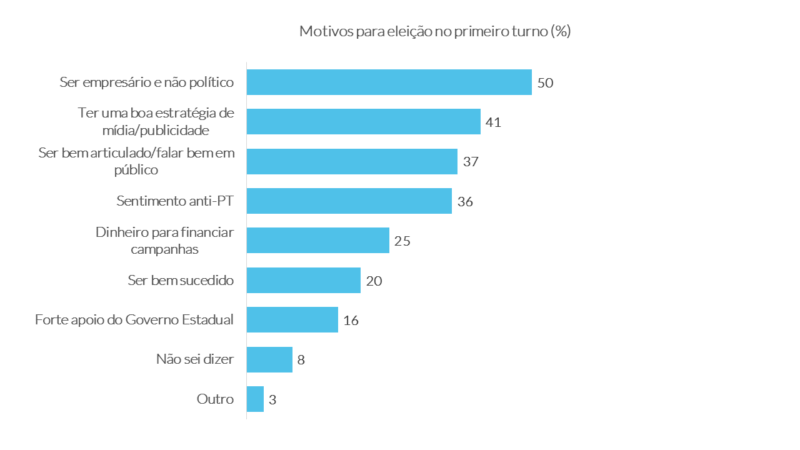 Motivos para eleição no primeiro turno (%)
Ser empresário e não político
50
Ter uma boa estratégia de
mídia/publicidade
41
Ser bem articulado/falar bem em
público
37
Sentimento anti-PT
36
Dinheiro para financiar
campanhas
25
Ser bem sucedido
20
Forte apoio do Governo Estadual
16
Não sei dizer
8
Outro
3